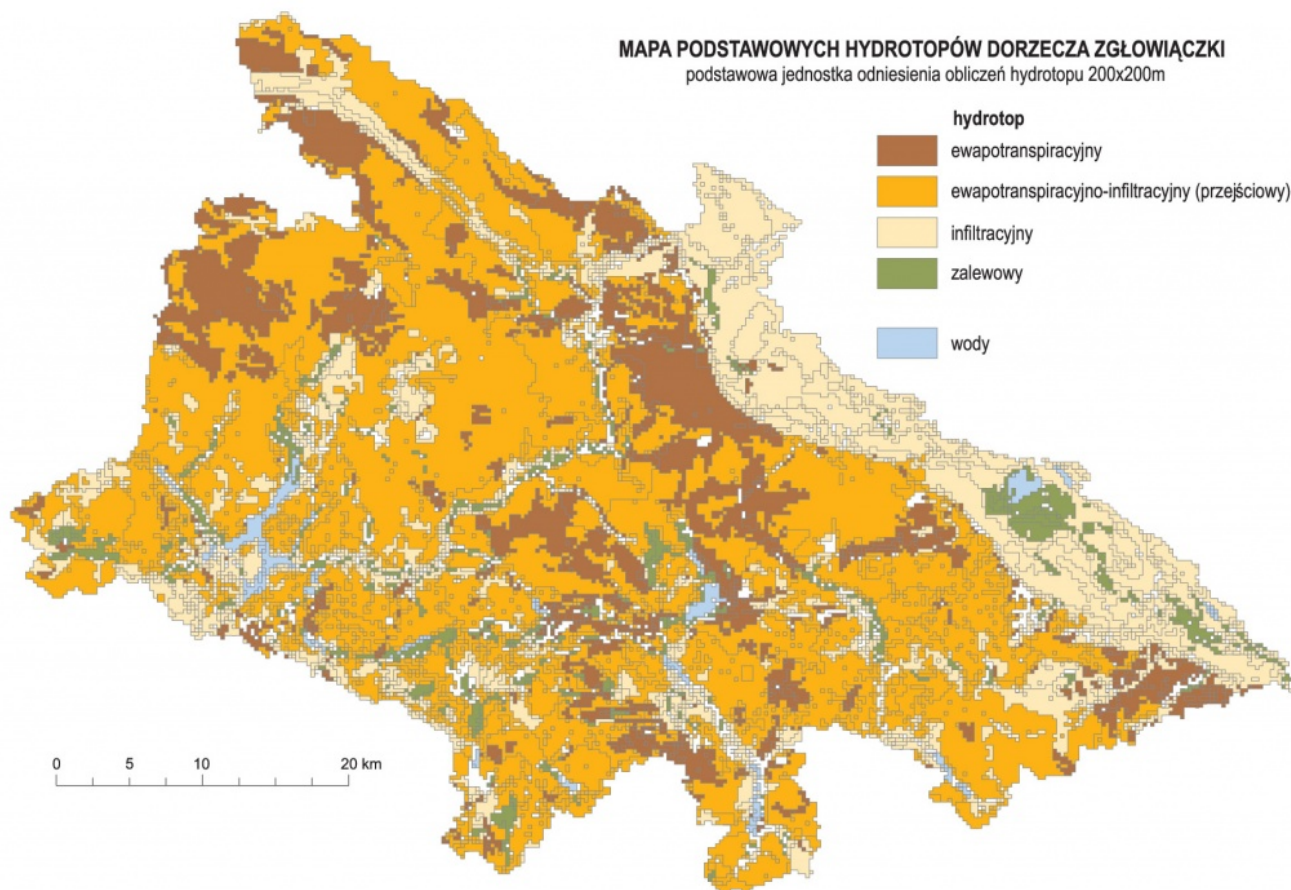 MAPA PODSTAWOWYCH HYDROTOPÓW DORZECZA ZGŁOWIĄCZKI
podstawowa jednostka odniesienia obliczeń hydrotopu 200x200m
hydrotop
ewapotranspiracyjny
ewapotranspiracyjno-infiltracyjny (przejściowy)
infiltracyjny
zalewowy
wody
0 5 10 20 km